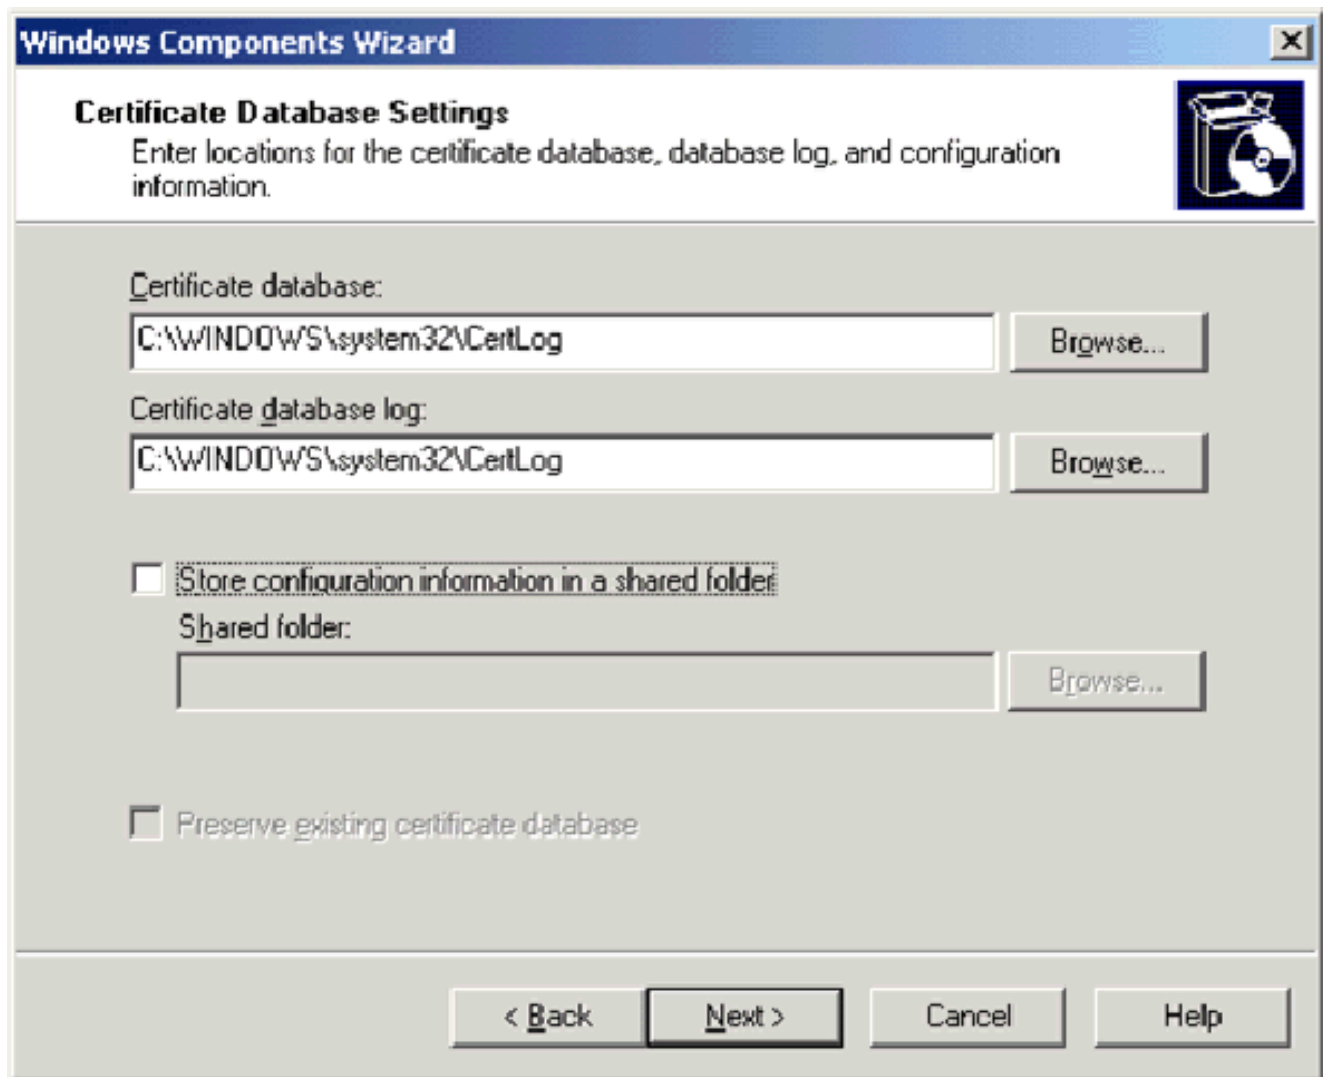 Windows Components Wizard
Certificate Database Settings
Enter locations for the certificate database, database log, and configuration
information.
Certificate database:
C:\WINDOWS\system32\CertLog
Browse...
Certificate database log:
C:\WINDOWS\system32\CertLog
Browse...
Store configuration information in a shared folder
Shared folder:
Browse...
Preserve existing certificate database
< Back
Next >
Cancel
Help